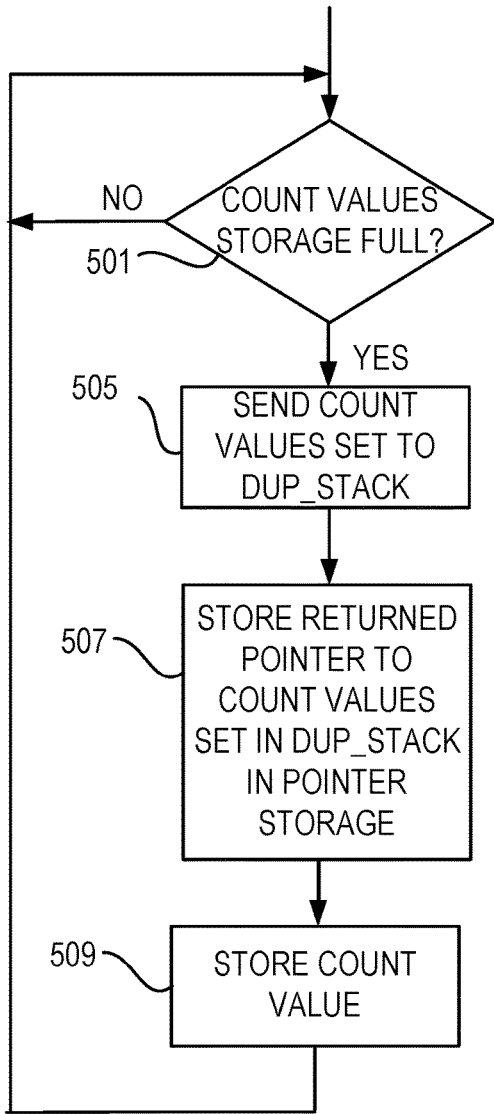 NO
COUNT VALUES
STORAGE FULL?
501
YES
505
SEND COUNT
VALUES SET TO
DUP_STACK
507
STORE RETURNED
POINTER TO
COUNT VALUES
SET IN DUP_STACK
IN POINTER
STORAGE
509
STORE COUNT
VALUE